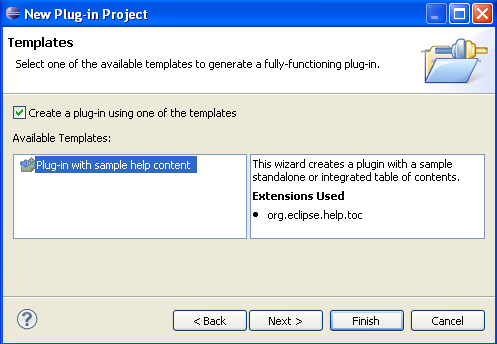 New Plug-in Project
Templates
Select one of the available templates to generate a fully-functioning plug-in.
Create a plug-in using one of the templates
Available Templates:
Plug-in with sample help content
This wizard creates a plugin with a sample
standalone or integrated table of contents.
Extensions Used
org.eclipse.help.toc
?
< Back
Next >
Finish
Cancel